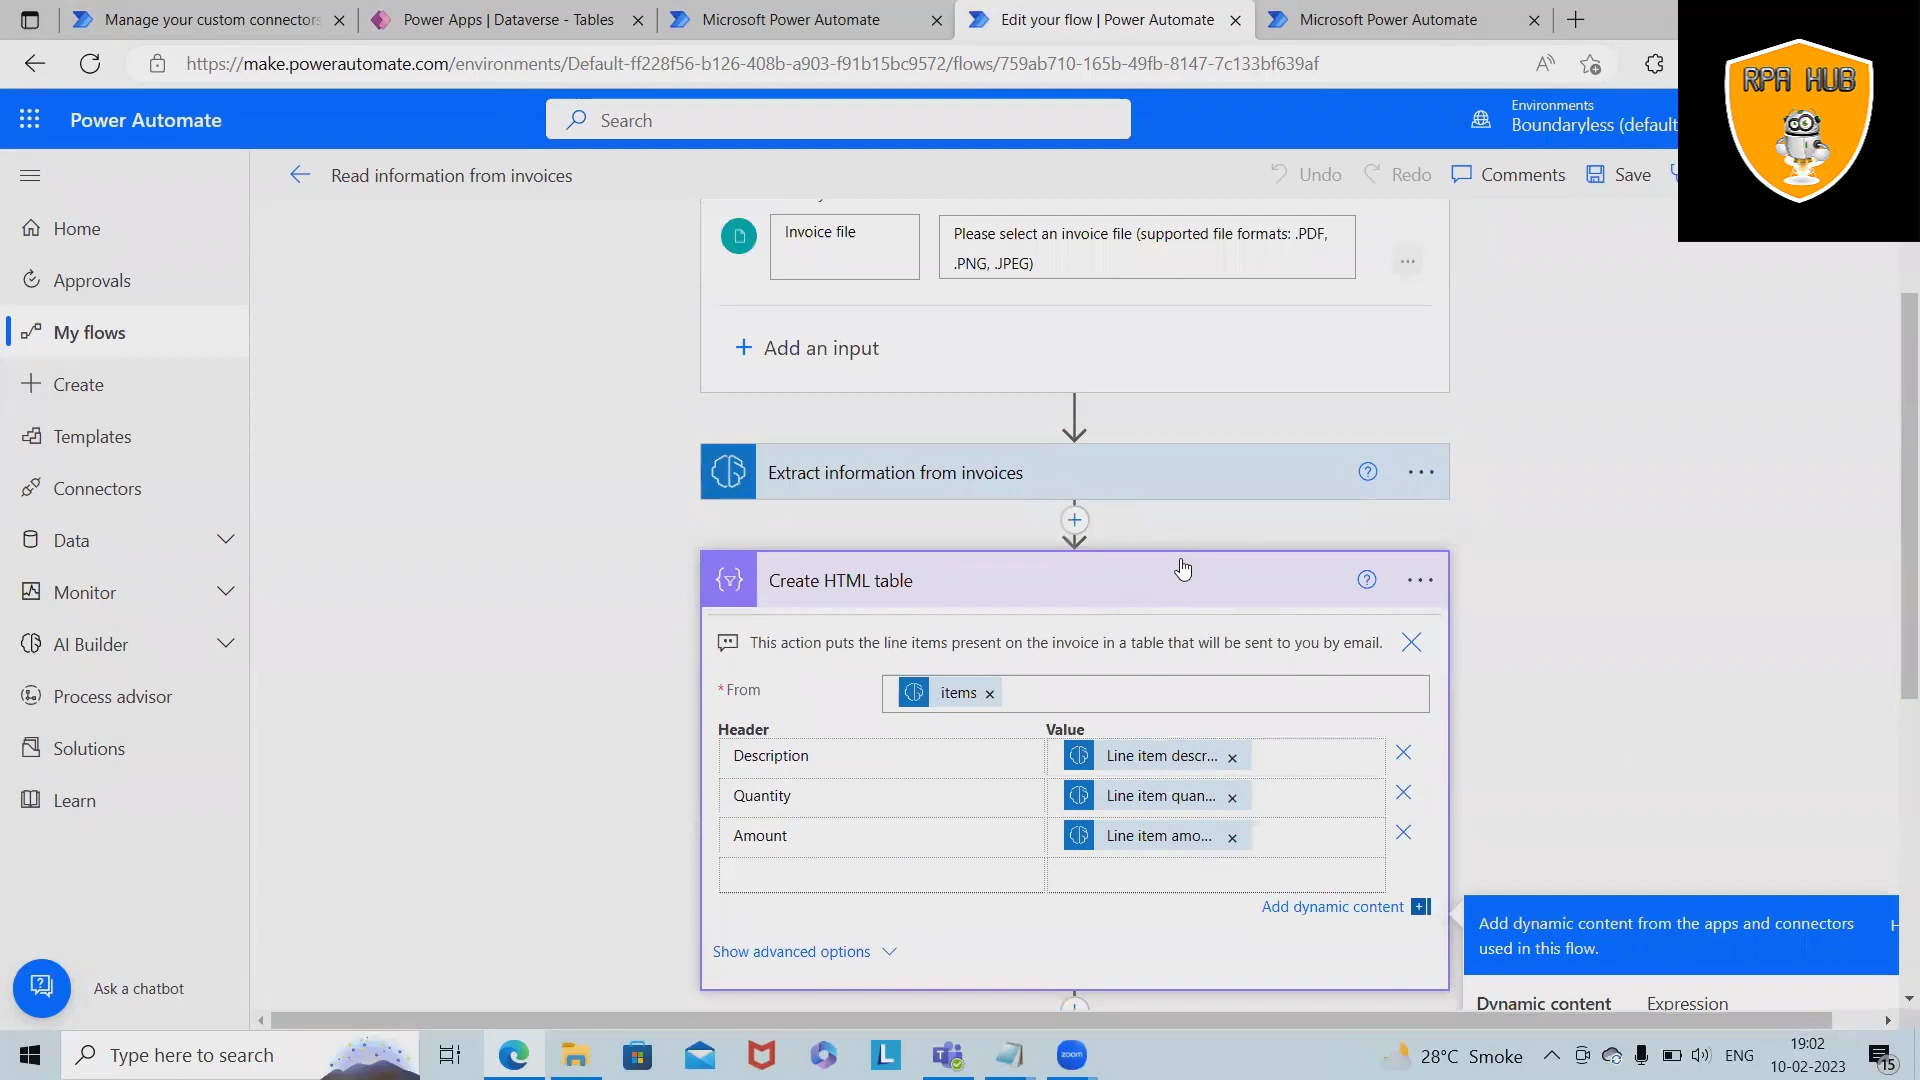 Manage your custom connectors
Power Apps | Dataverse - Tables
Microsoft Power Automate
Edit your flow | Power Automate
Microsoft Power Automate
https://make.powerautomate.com/environments/Default-ff228f56-b126-408b-a903-f91b15bc9572/flows/759ab710-165b-49fb-8147-7c133bf639af
RPA HUB
Power Automate
Search
Environments
Boundaryless (default
Read information from invoices
Undo
Redo
Comments
Save
Home
Approvals
My flows
Create
Templates
Connectors
Data
Monitor
AI Builder
Process advisor
Solutions
Learn
Ask a chatbot
Invoice file
Please select an invoice file (supported file formats: .PDF,
.PNG, .JPEG)
Add an input
Extract information from invoices
Create HTML table
This action puts the line items present on the invoice in a table that will be sent to you by email.
* From
items
Header
Value
Description
Line item descr...
Quantity
Line item quan...
Amount
Line item amo...
Add dynamic content
Show advanced options
Add dynamic content from the apps and connectors
used in this flow.
Dynamic content
Expression
Type here to search
L
zoom
28°C Smoke
ENG
19:02
10-02-2023
15